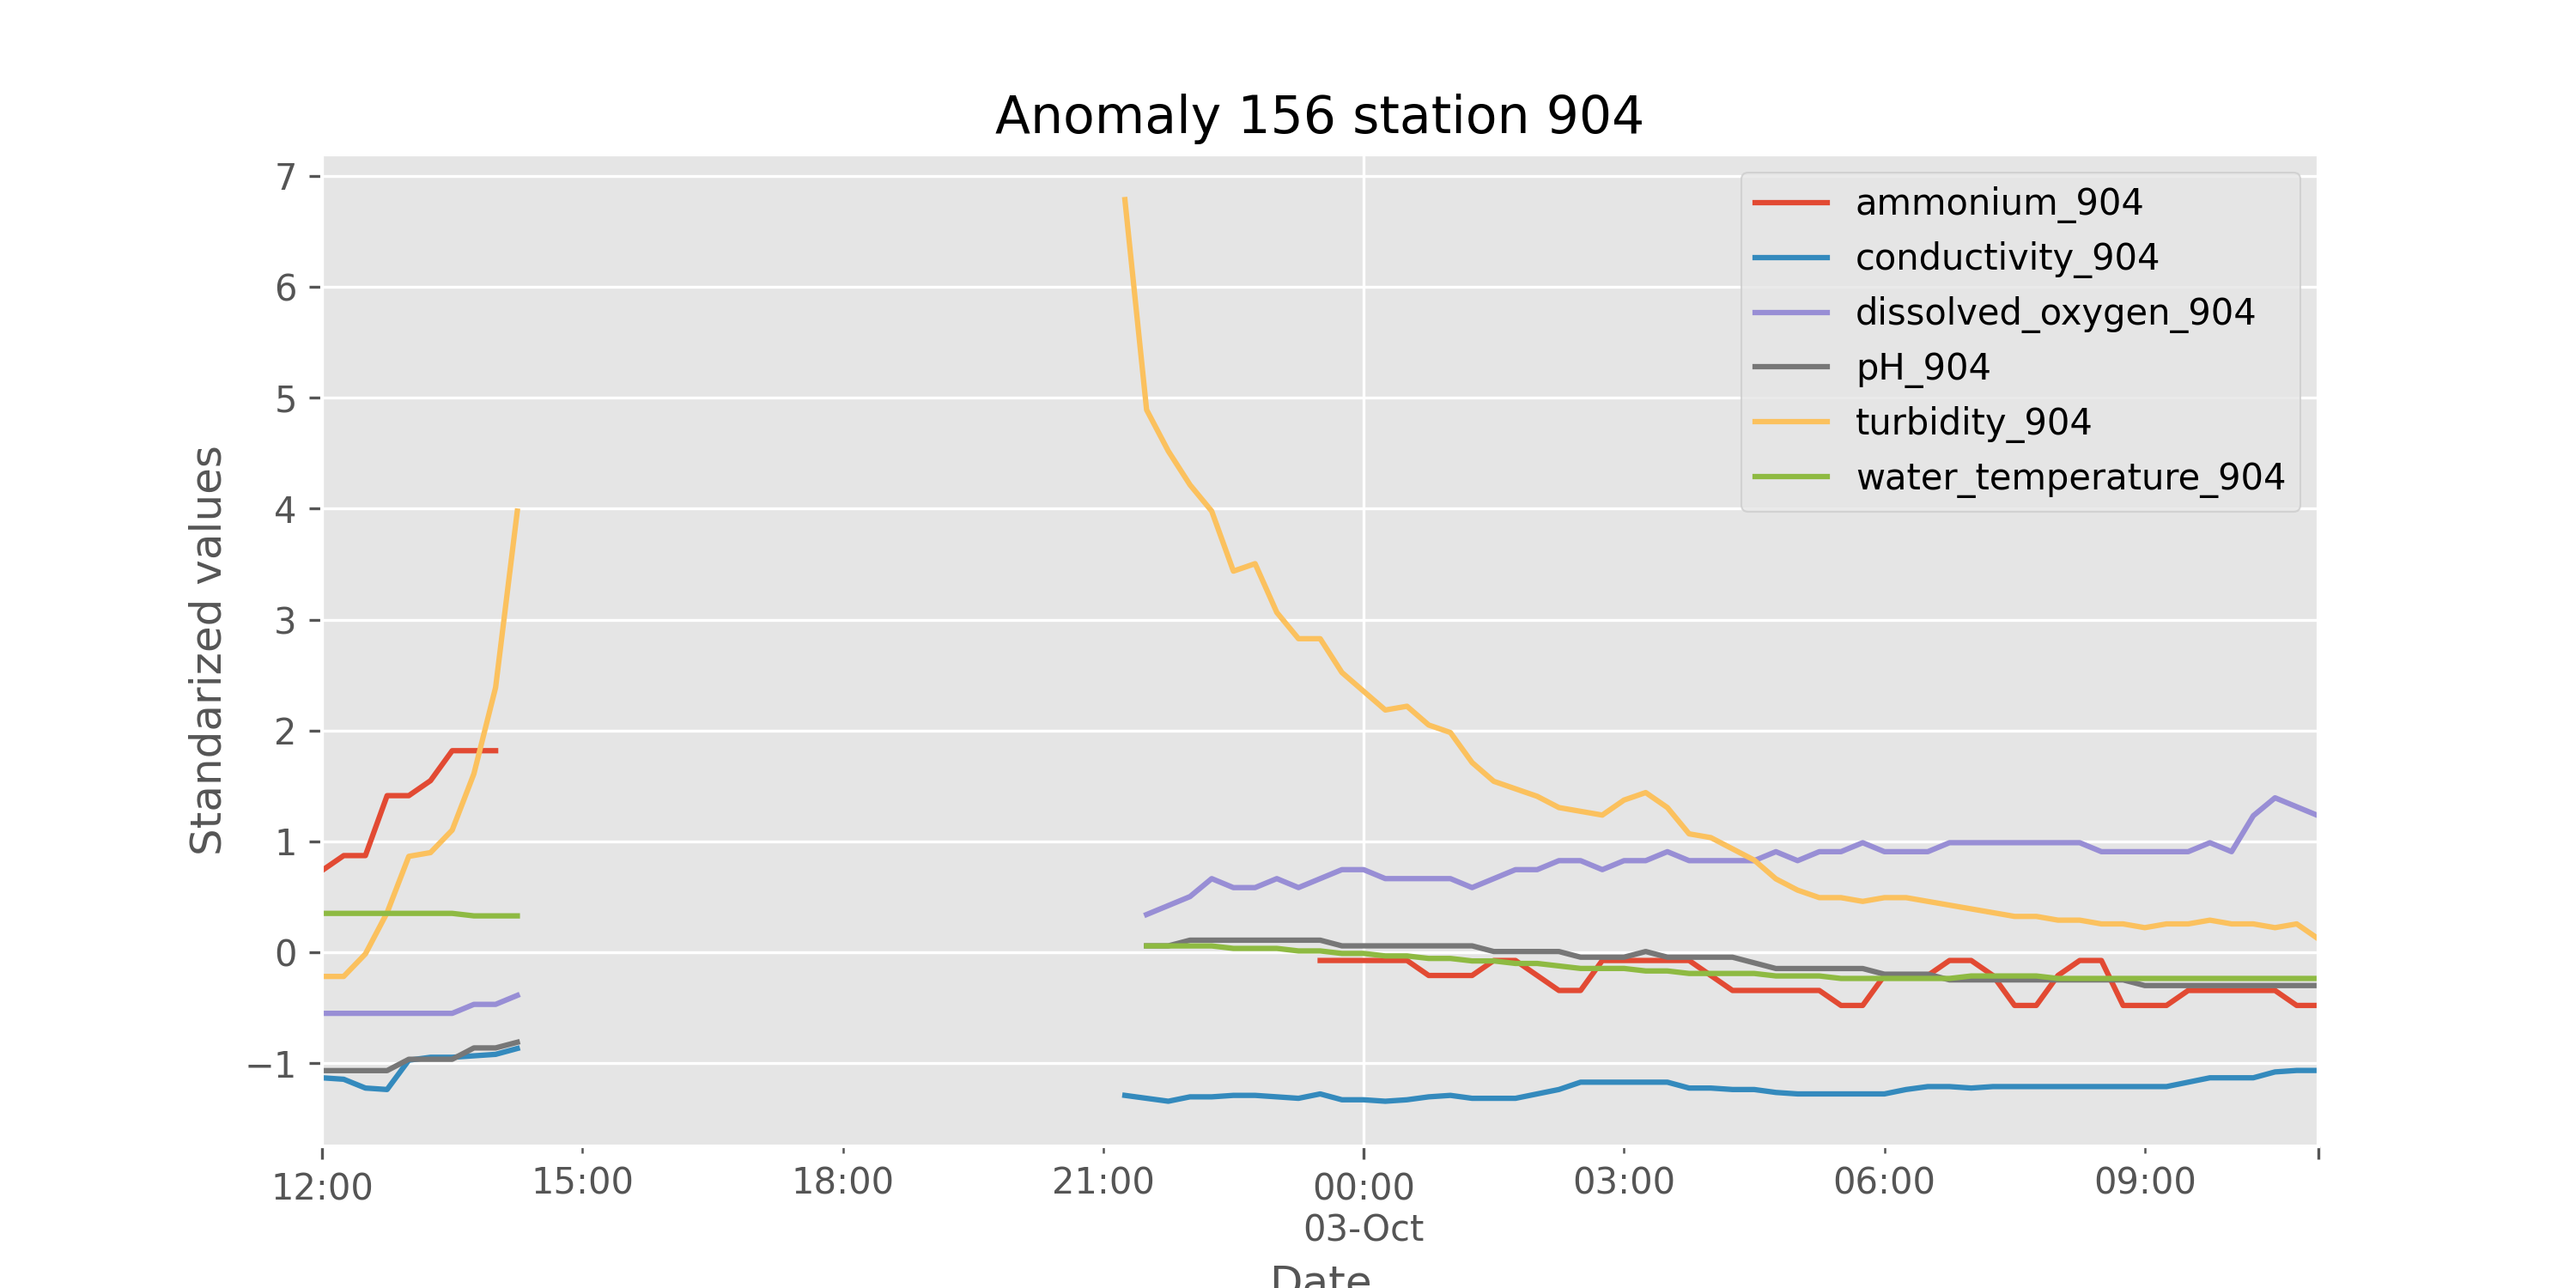 Anomaly 156 station 904
7
6
5
4
3
2
1
0
−1
Standarized values
ammonium_904
conductivity_904
dissolved_oxygen_904
pH_904
turbidity_904
water_temperature_904
12:00 15:00 18:00 21:00 00:00 03:00 06:00 09:00
03-Oct
Date